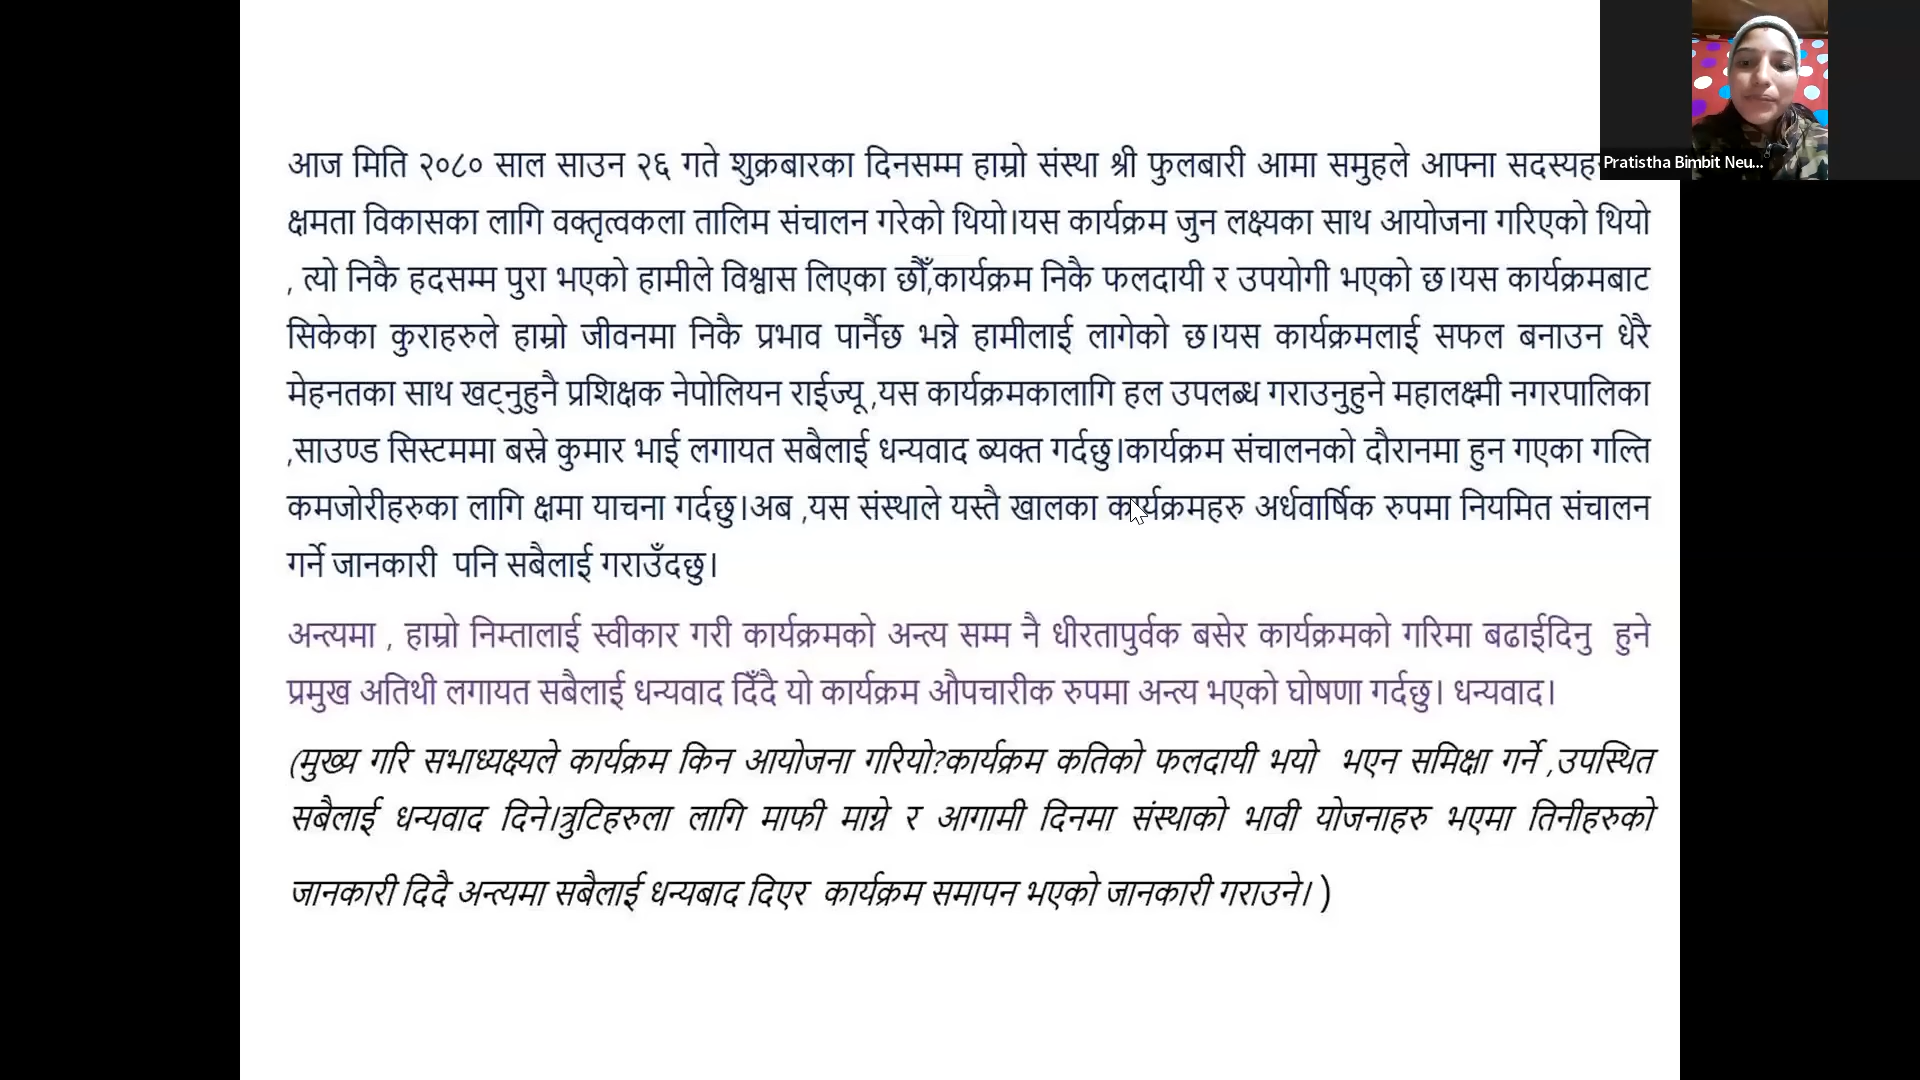 आज मिति २०८० साल साउन २६ गते शुक्रबारका दिनसम्म हाम्रो संस्था श्री फुलबारी आमा समुहले आफ्ना
क्षमता विकासका लागि वक्तृत्वकला तालिम संचालन गरेको थियो।यस कार्यक्रम जुन लक्ष्यका साथ आयोजना गरिएको थियो
, त्यो निकै हदसम्म पुरा भएको हामीले विश्वास लिएका छौँ,कार्यक्रम निकै फलदायी र उपयोगी भएको छ।यस कार्यक्रमबाट
सिकेका कुराहरुले हाम्रो जीवनमा निकै प्रभाव पार्नेछ भन्ने हामीलाई लागेको छ।यस कार्यक्रमलाई सफल बनाउन धेरै
मेहनतका साथ खट्नुहुनै प्रशिक्षक नेपोलियन राईज्यू ,यस कार्यक्रमकालागि हल उपलब्ध गराउनुहुने महालक्ष्मी नगरपालिका
,साउण्ड सिस्टममा बस्ने कुमार भाई लगायत सबैलाई धन्यवाद ब्यक्त गर्दछु।कार्यक्रम संचालनको दौरानमा हुन गएका गल्ति
कमजोरीहरुका लागि क्षमा याचना गर्दछु।अब ,यस संस्थाले यस्तै खालका कार्यक्रमहरु अर्धवार्षिक रुपमा नियमित संचालन
गर्ने जानकारी  पनि सबैलाई गराउँदछु।
अन्त्यमा , हाम्रो निम्तालाई स्वीकार गरी कार्यक्रमको अन्त्य सम्म नै धीरतापुर्वक बसेर कार्यक्रमको गरिमा बढाईदिनु  हुने
प्रमुख अतिथी लगायत सबैलाई धन्यवाद दिँदै यो कार्यक्रम औपचारीक रुपमा अन्त्य भएको घोषणा गर्दछु। धन्यवाद।
(मुख्य गरि सभाध्यक्ष्यले कार्यक्रम किन आयोजना गरियो?कार्यक्रम कतिको फलदायी भयो  भएन समिक्षा गर्ने ,उपस्थित
सबैलाई धन्यवाद दिने।त्रुटिहरुला लागि माफी माग्ने र आगामी दिनमा संस्थाको भावी योजनाहरु भएमा तिनीहरुको
जानकारी दिदै अन्त्यमा सबैलाई धन्यबाद दिएर  कार्यक्रम समापन भएको जानकारी गराउने। )
Pratistha Bimbit Neu...